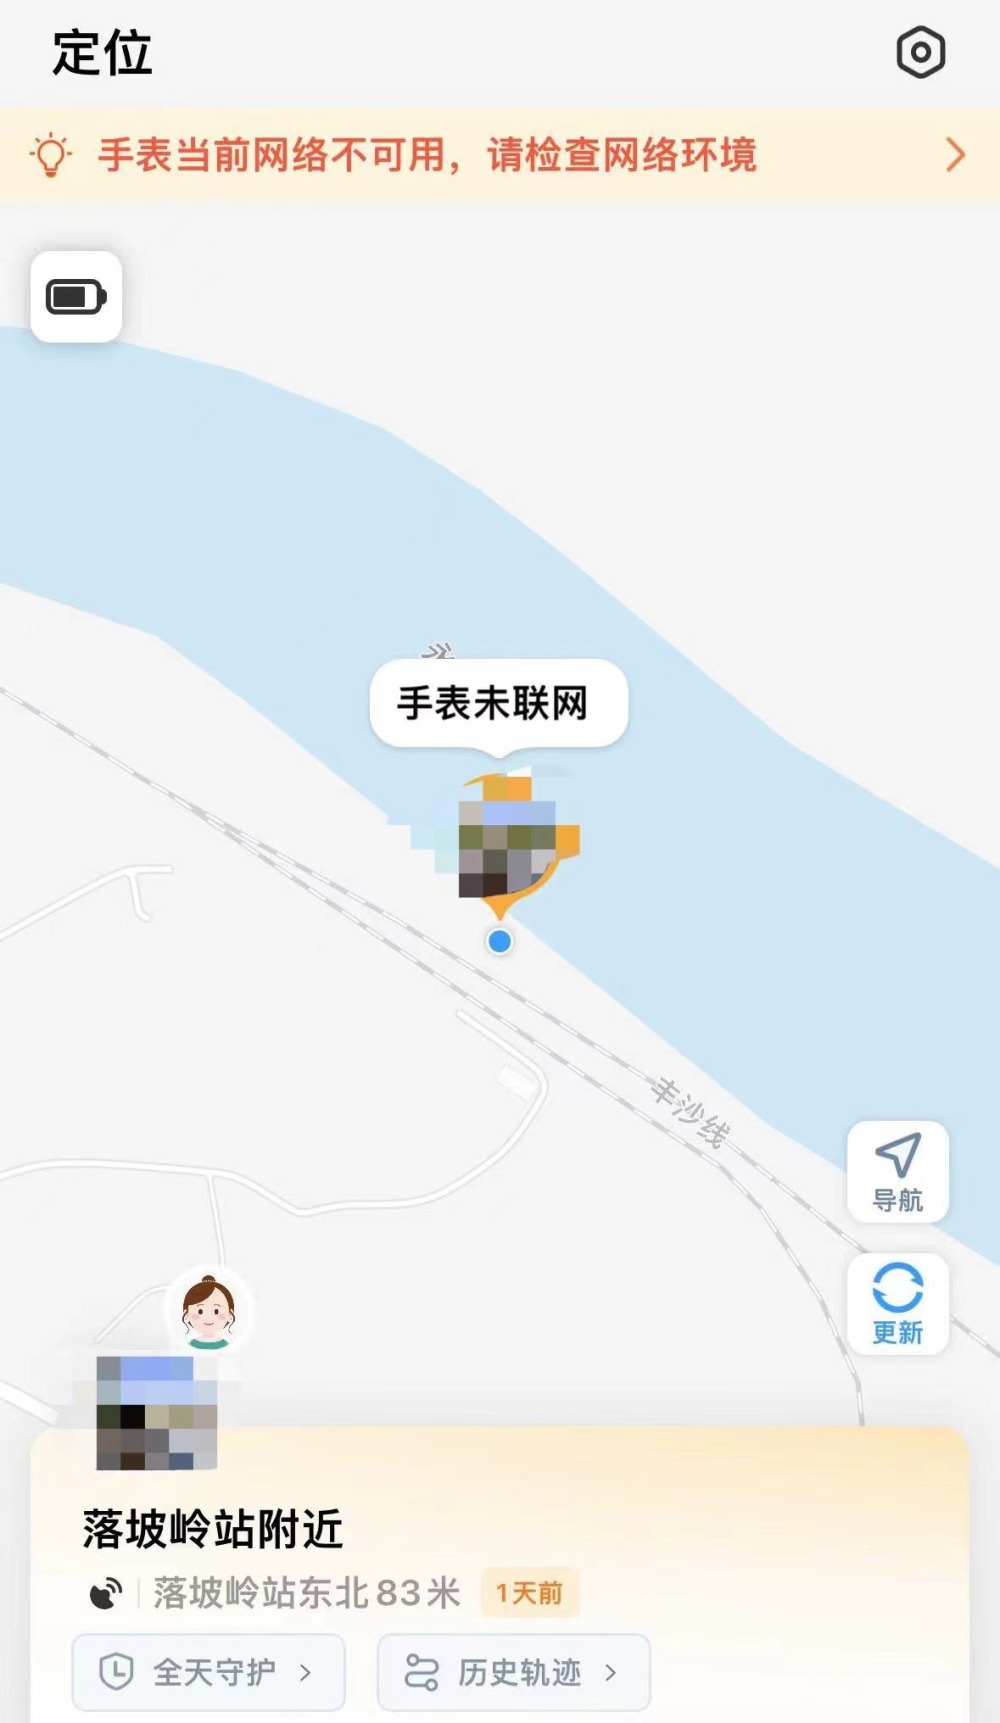 定位
手表当前网络不可用，请检查网络环境
手表未联网
丰沙线
导航
更新
落坡岭站附近
落坡岭站东北83米
1天前
全天守护
历史轨迹